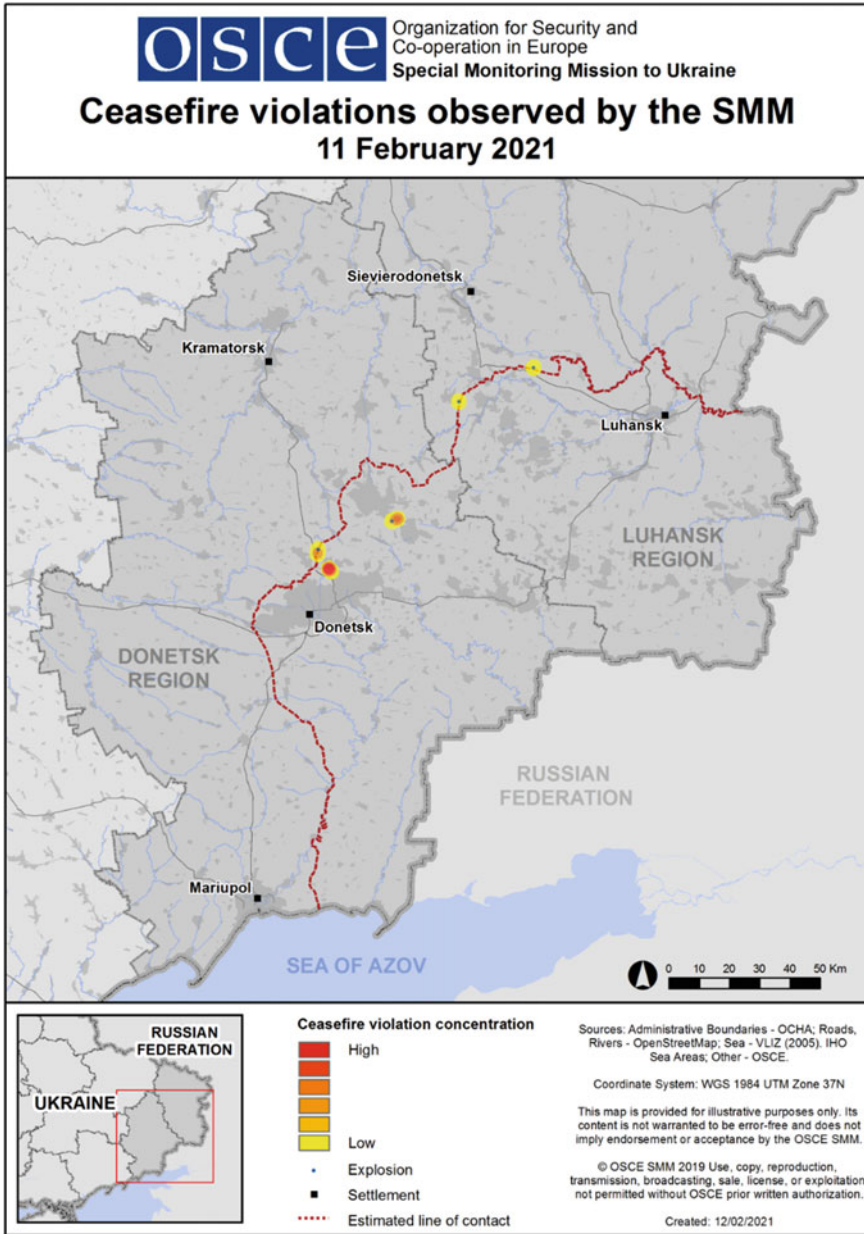 osce
Organization for Security and
Co-operation in Europe
Special Monitoring Mission to Ukraine
Ceasefire violations observed by the SMM
11 February 2021
Sievierodonetsk
Kramatorsk
Luhansk
LUHANSK
REGION
Donetsk
DONETSK
REGION
RUSSIAN
FEDERATION
Mariupol
SEA OF AZOV
0 10 20 30 40 50 Km
RUSSIAN
FEDERATION
UKRAINE
Ceasefire violation concentration
High
Low
Explosion
Settlement
Estimated line of contact
Sources: Administrative Boundaries - OCHA; Roads,
Rivers - OpenStreetMap; Sea - VLIZ (2005). IHO
Sea Areas; Other - OSCE.
Coordinate System: WGS 1984 UTM Zone 37N
This map is provided for illustrative purposes only. Its
content is not warranted to be error-free and does not
imply endorsement or acceptance by the OSCE SMM.
© OSCE SMM 2019 Use, copy, reproduction,
transmission, broadcasting, sale, license, or exploitation
not permitted without OSCE prior written authorization.
Created: 12/02/2021